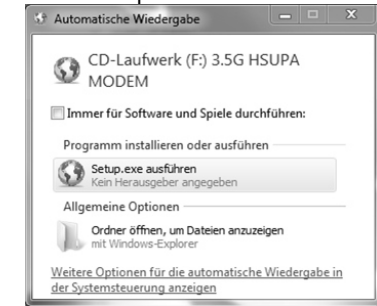 Automatische Wiedergabe
CD-Laufwerk (F:) 3.5G HSUPA
MODEM
Immer für Software und Spiele durchführen:
Programm installieren oder ausführen
Setup.exe ausführen
Kein Herausgeber angegeben
Allgemeine Optionen
Ordner öffnen, um Dateien anzuzeigen
mit Windows-Explorer
Weitere Optionen für die automatische Wiedergabe in
der Systemsteuerung anzeigen